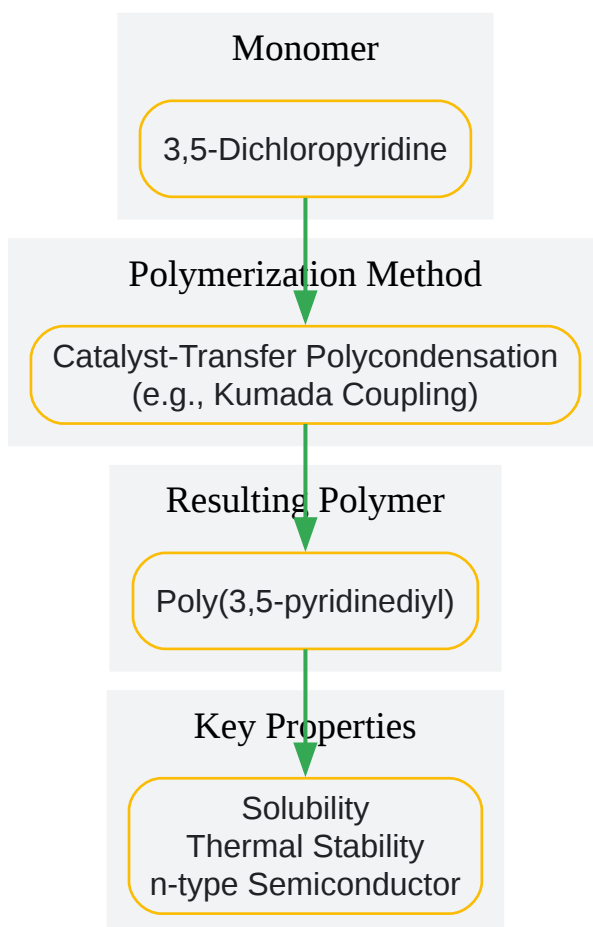 Monomer
3,5-Dichloropyridine
Polymerization Method
Catalyst-Transfer Polycondensation
(e.g., Kumada Coupling)
Resulting Polymer
Poly(3,5-pyridinediyl)
Key Properties
Solubility
Thermal Stability
n-type Semiconductor